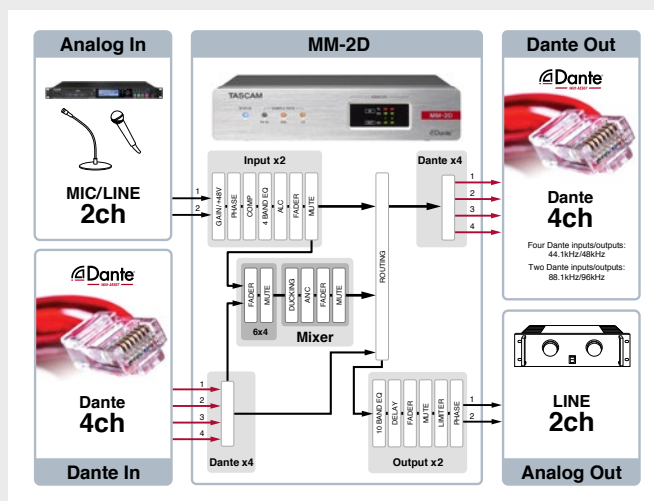 Analog In
MIC/LINE
2ch
Dante
Dante
4ch
Dante In
MM-2D
TASCAM
MM-2D
Dante
Input x2
1
2
GAIN/+48V
PHASE
COMP
4 BAND EQ
ALC
FADER
MUTE
FADER
MUTE
6x4
DUCKING
ANC
FADER
MUTE
Mixer
ROUTING
Dante x4
1
2
3
4
1
2
3
4
Dante x4
10 BAND EQ
DELAY
FADER
MUTE
LIMITER
PHASE
1
2
Output x2
Dante Out
Dante
Dante
4ch
Four Dante inputs/outputs:
44.1kHz/48kHz
Two Dante inputs/outputs:
88.1kHz/96kHz
LINE
2ch
Analog Out